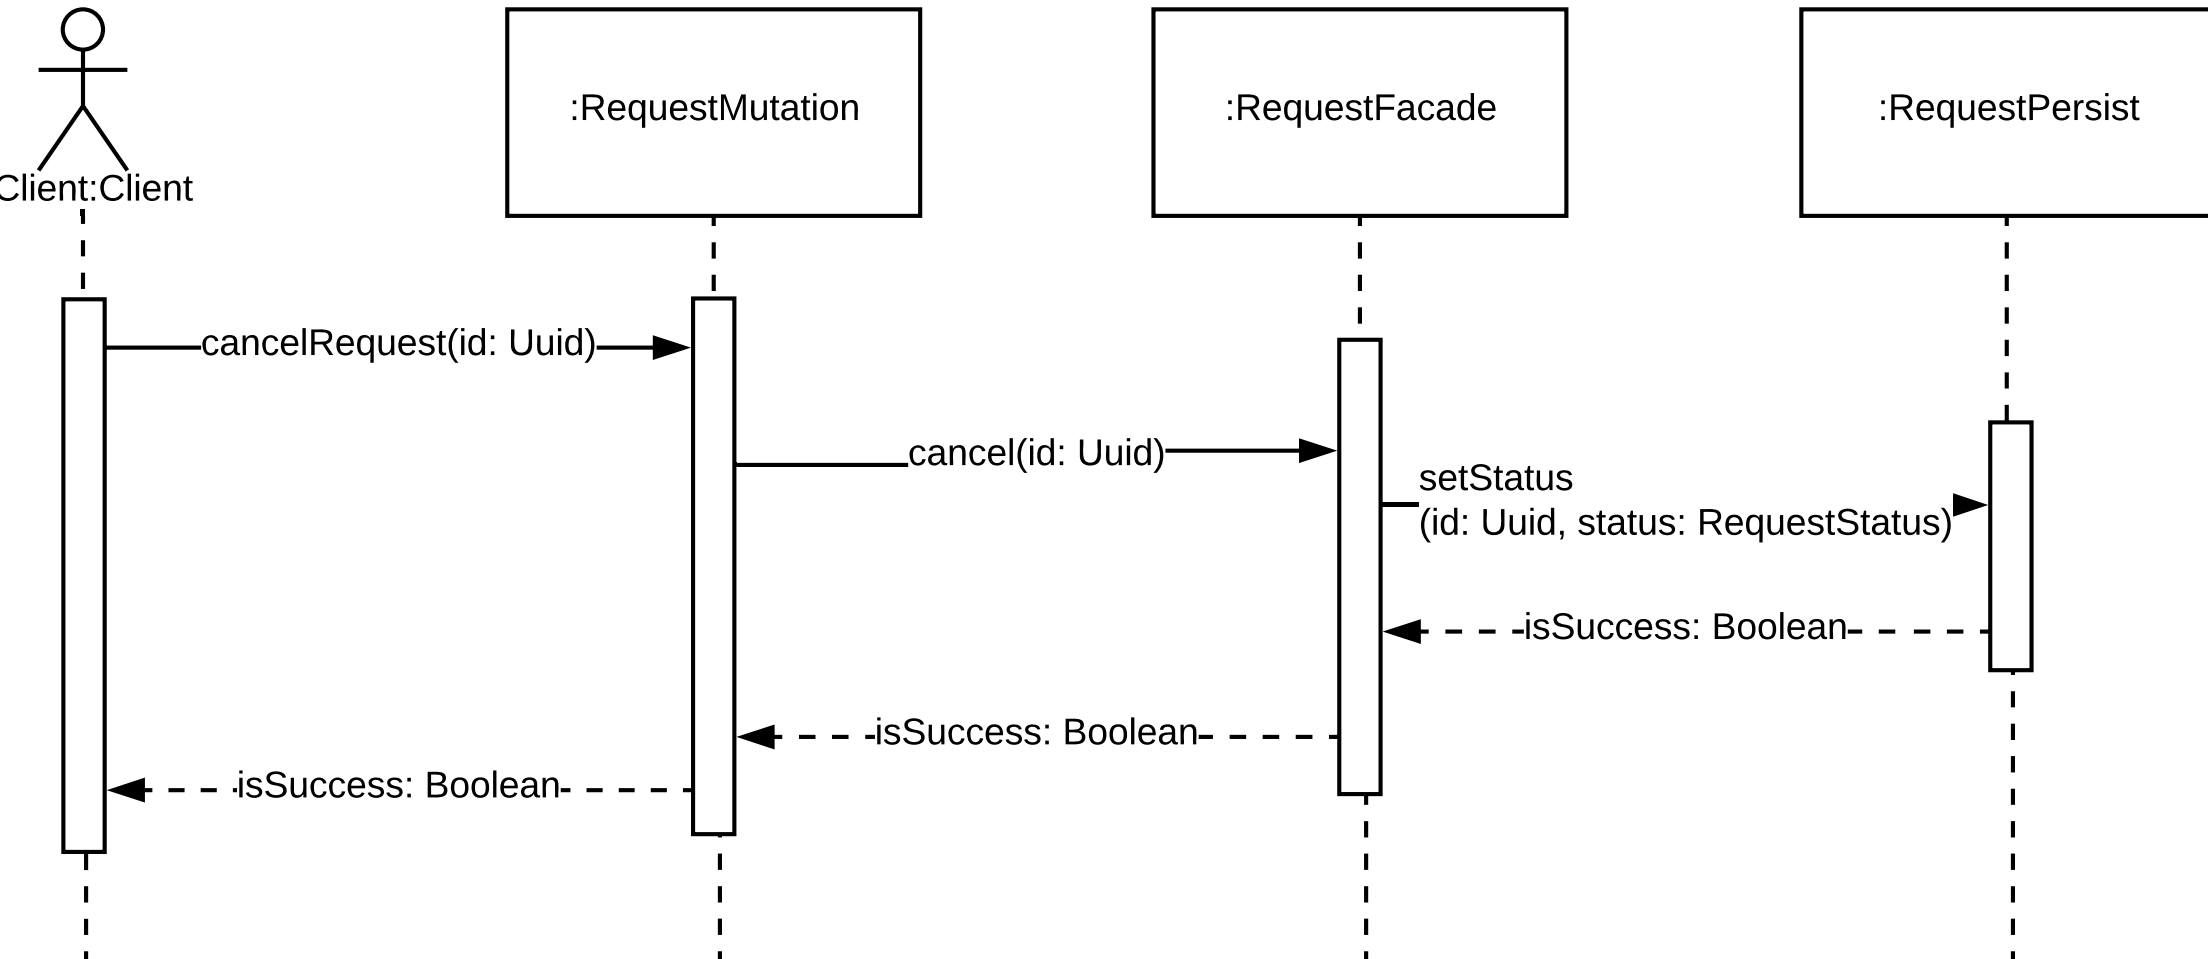 :RequestMutation
:RequestFacade
:RequestPersist
Client:Client
cancelRequest(id: Uuid)
cancel(id: Uuid)
setStatus
(id: Uuid, status: RequestStatus)
isSuccess: Boolean
isSuccess: Boolean
isSuccess: Boolean